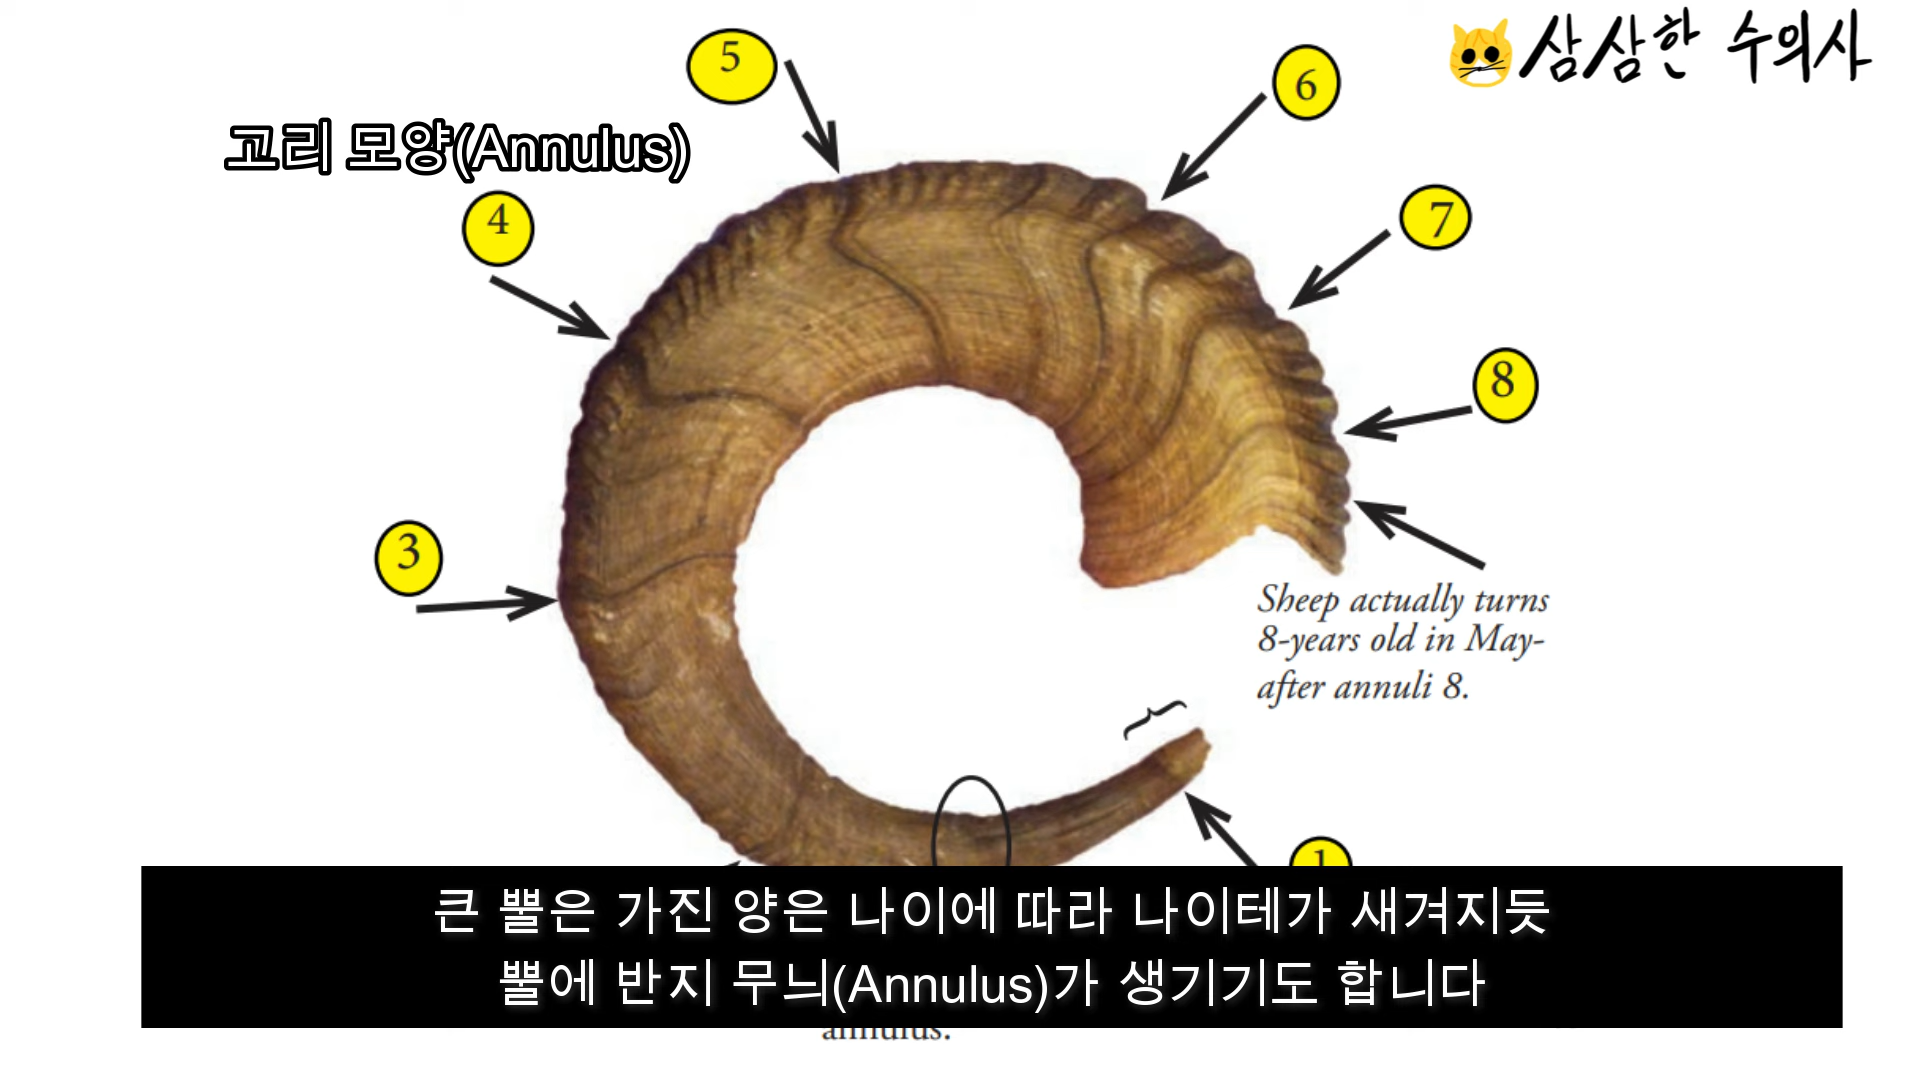 삼삼한 수의사
5
6
고리 모양(Annulus)
4
7
8
3
Sheep actually turns
8-years old in May-
after annuli 8.
1
큰 뿔은 가진 양은 나이에 따라 나이테가 새겨지듯
뿔에 반지 무늬(Annulus)가 생기기도 합니다
annulus.